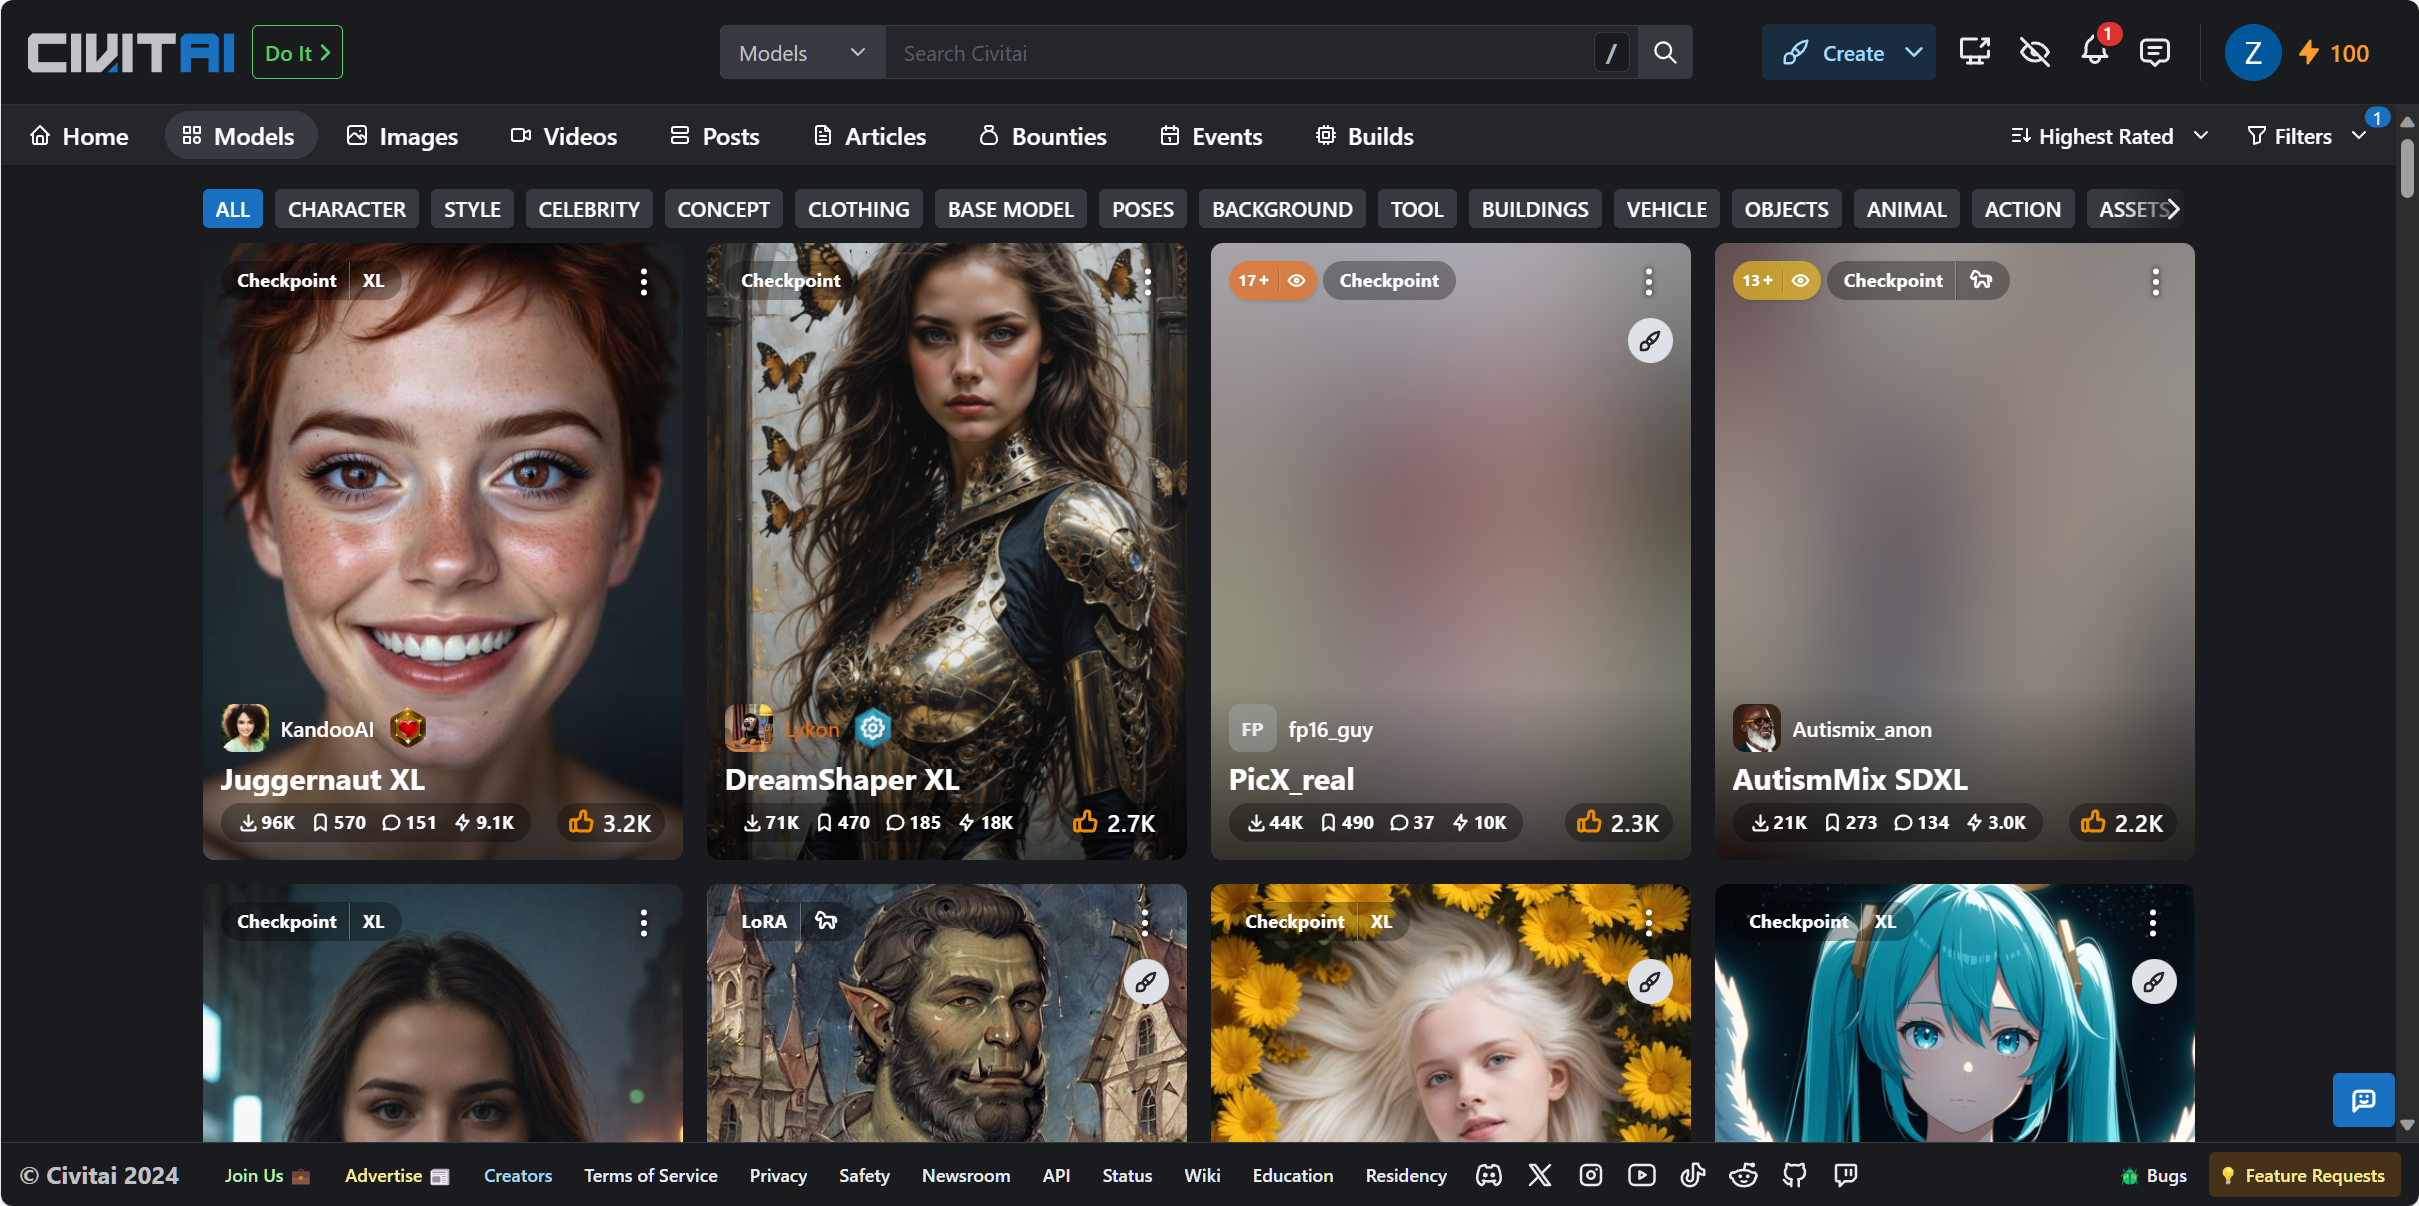 CIVITAI
Do It
Models
Search Civitai
/
Create
1
Z
100
Home
Models
Images
Videos
Posts
Articles
Bounties
Events
Builds
Highest Rated
Filters
1
ALL
CHARACTER
STYLE
CELEBRITY
CONCEPT
CLOTHING
BASE MODEL
POSES
BACKGROUND
TOOL
BUILDINGS
VEHICLE
OBJECTS
ANIMAL
ACTION
ASSETS
Checkpoint XL
KandooAI
Juggernaut XL
96K 570 151 9.1K 3.2K
Checkpoint
Lykon
DreamShaper XL
71K 470 185 18K 2.7K
17+ Checkpoint
FP fp16_guy
PicX_real
44K 490 37 10K 2.3K
13+ Checkpoint
Autismix_anon
AutismMix SDXL
21K 273 134 3.0K 2.2K
Checkpoint XL
LoRA
Checkpoint XL
Checkpoint XL
© Civitai 2024
Join Us
Advertise
Creators
Terms of Service
Privacy
Safety
Newsroom
API
Status
Wiki
Education
Residency
Bugs
Feature Requests